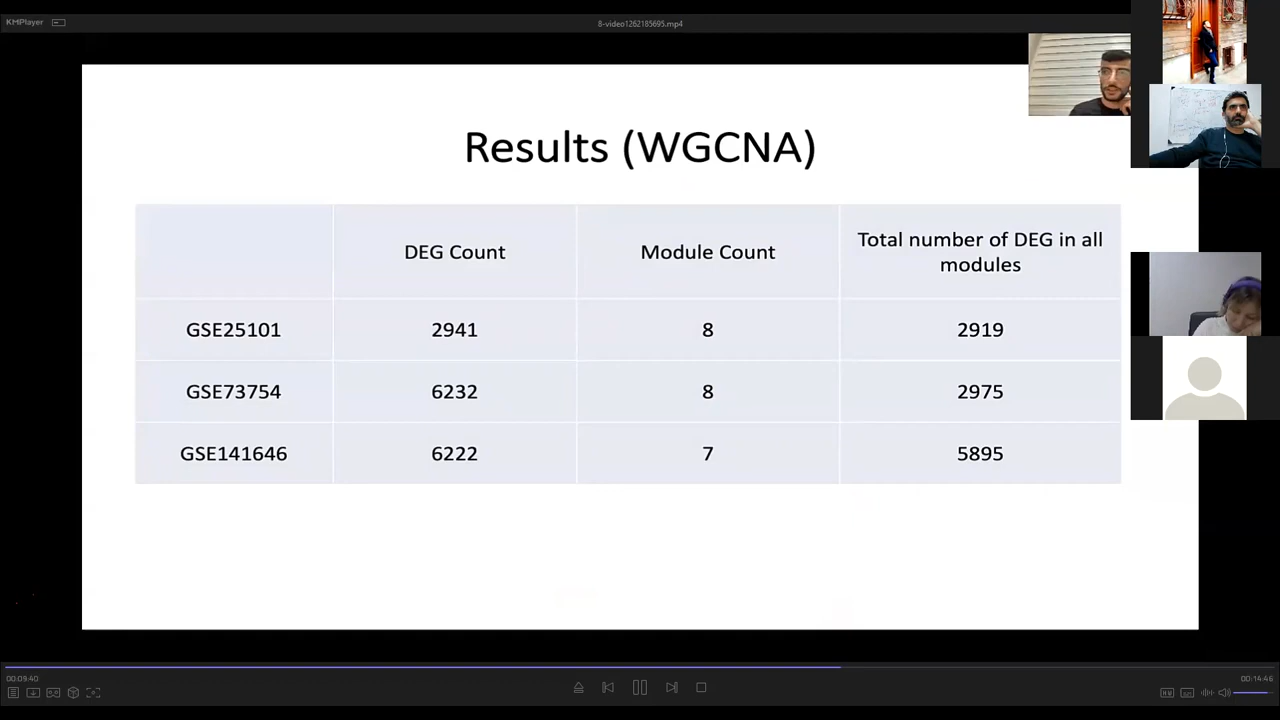 KMPlayer
8-video1262185695.mp4
Results (WGCNA)
DEG Count
Module Count
Total number of DEG in all
modules
GSE25101
2941
8
2919
GSE73754
6232
8
2975
GSE141646
6222
7
5895
00:09:40
00:14:46